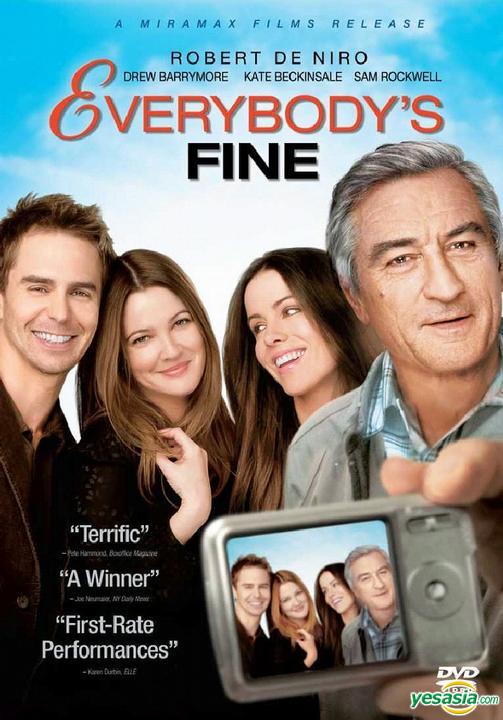 A MIRAMAX FILMS RELEASE
ROBERT DE NIRO
DREW BARRYMORE KATE BECKINSALE SAM ROCKWELL
EVERYBODY'S
FINE
“Terrific”
– Pete Hammond, Boxoffice Magazine
“A Winner”
– Joe Neumaier, NY Daily News
“First-Rate
Performances”
– Karen Durbin, ELLE
DVD
yesasia.com